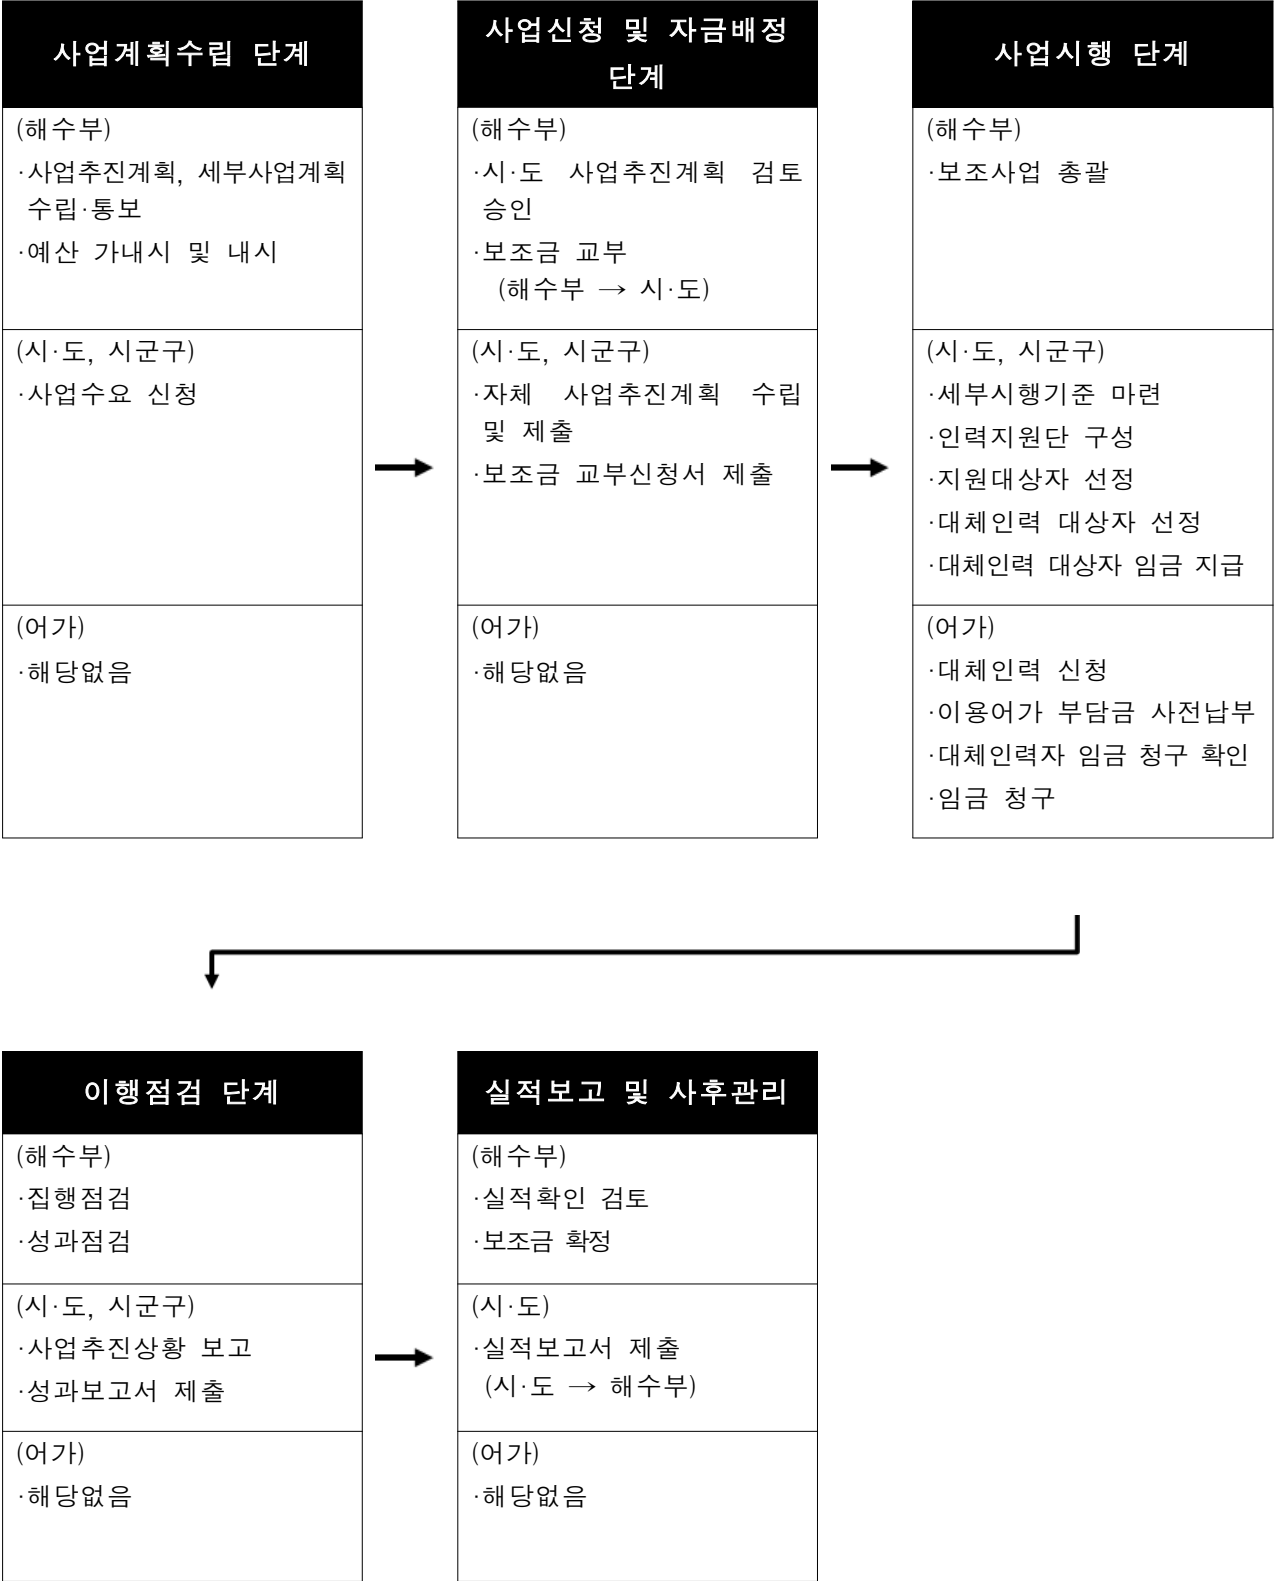 사업계획수립 단계
(해수부)
·사업추진계획, 세부사업계획
수립·통보
·예산 가내시 및 내시
(시·도, 시군구)
·사업수요 신청
(어가)
·해당없음
사업신청 및 자금배정
단계
(해수부)
·시·도 사업추진계획 검토
승인
·보조금 교부
(해수부 → 시·도)
(시·도, 시군구)
·자체 사업추진계획 수립
및 제출
·보조금 교부신청서 제출
(어가)
·해당없음
사업시행 단계
(해수부)
·보조사업 총괄
(시·도, 시군구)
·세부시행기준 마련
·인력지원단 구성
·지원대상자 선정
·대체인력 대상자 선정
·대체인력 대상자 임금 지급
(어가)
·대체인력 신청
·이용어가 부담금 사전납부
·대체인력자 임금 청구 확인
·임금 청구
이행점검 단계
(해수부)
·집행점검
·성과점검
(시·도, 시군구)
·사업추진상황 보고
·성과보고서 제출
(어가)
·해당없음
실적보고 및 사후관리
(해수부)
·실적확인 검토
·보조금 확정
(시·도)
·실적보고서 제출
(시·도 → 해수부)
(어가)
·해당없음